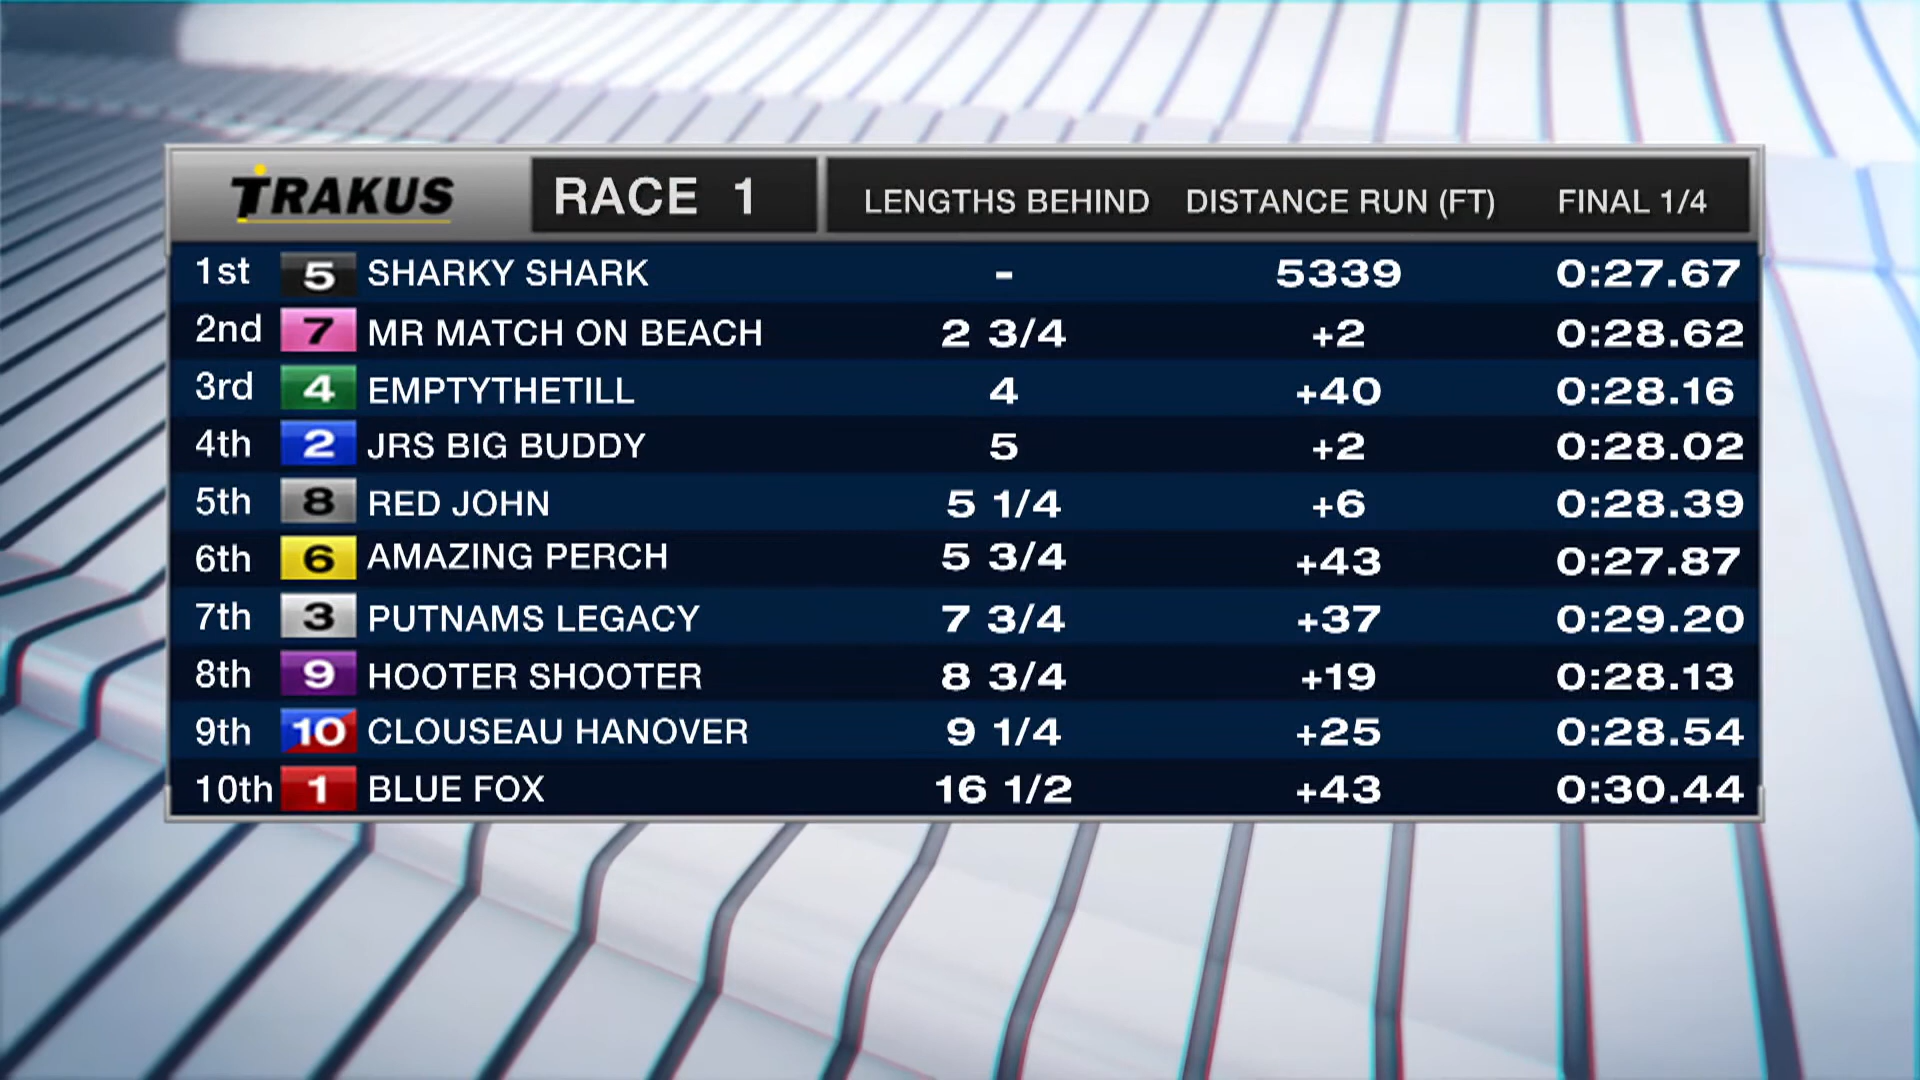 TRAKUS RACE 1 LENGTHS BEHIND DISTANCE RUN (FT) FINAL 1/4
1st 5 SHARKY SHARK - 5339 0:27.67
2nd 7 MR MATCH ON BEACH 2 3/4 +2 0:28.62
3rd 4 EMPTYTHETILL 4 +40 0:28.16
4th 2 JRS BIG BUDDY 5 +2 0:28.02
5th 8 RED JOHN 5 1/4 +6 0:28.39
6th 6 AMAZING PERCH 5 3/4 +43 0:27.87
7th 3 PUTNAMS LEGACY 7 3/4 +37 0:29.20
8th 9 HOOTER SHOOTER 8 3/4 +19 0:28.13
9th 10 CLOUSEAU HANOVER 9 1/4 +25 0:28.54
10th 1 BLUE FOX 16 1/2 +43 0:30.44